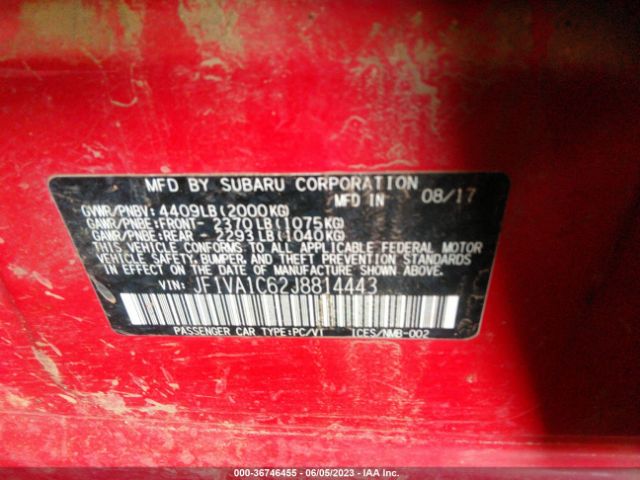 MFD BY SUBARU CORPORATION
MFD IN 08/17
GVWR/PNBV: 4409LB(2000KG)
GAWR/PNBE:FRONT- 2370LB(1075KG)
GAWR/PNBE:REAR - 2293LB(1040KG)
THIS VEHICLE CONFORMS TO ALL APPLICABLE FEDERAL MOTOR
VEHICLE SAFETY, BUMPER, AND THEFT PREVENTION STANDARDS
IN EFFECT ON THE DATE OF MANUFACTURE SHOWN ABOVE.
VIN: JF1VA1C62J8814443
PASSENGER CAR TYPE:PC/VT ICES/NMB-002
000-36746455 - 06/05/2023 - IAA Inc.